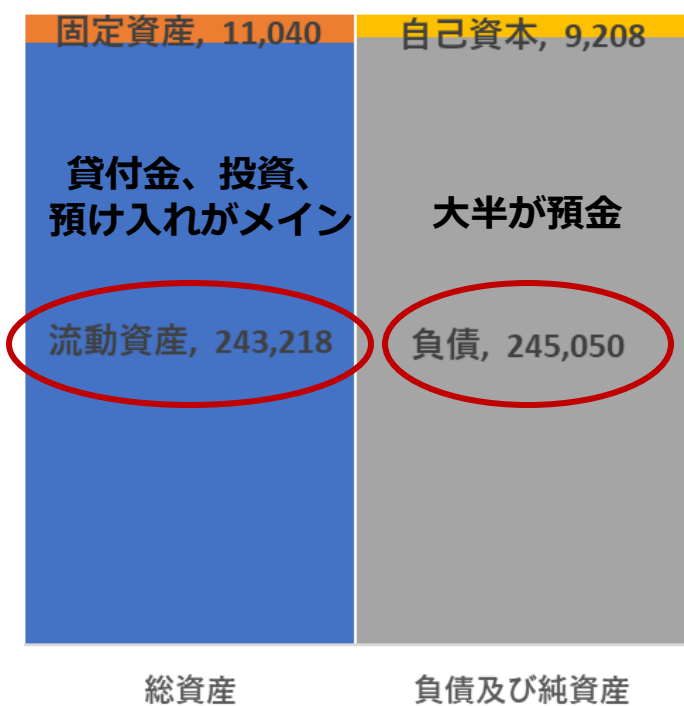 固定資産, 11,040
自己資本, 9,208
貸付金、投資、
預け入れがメイン
大半が預金
流動資産, 243,218
負債, 245,050
総資産
負債及び純資産